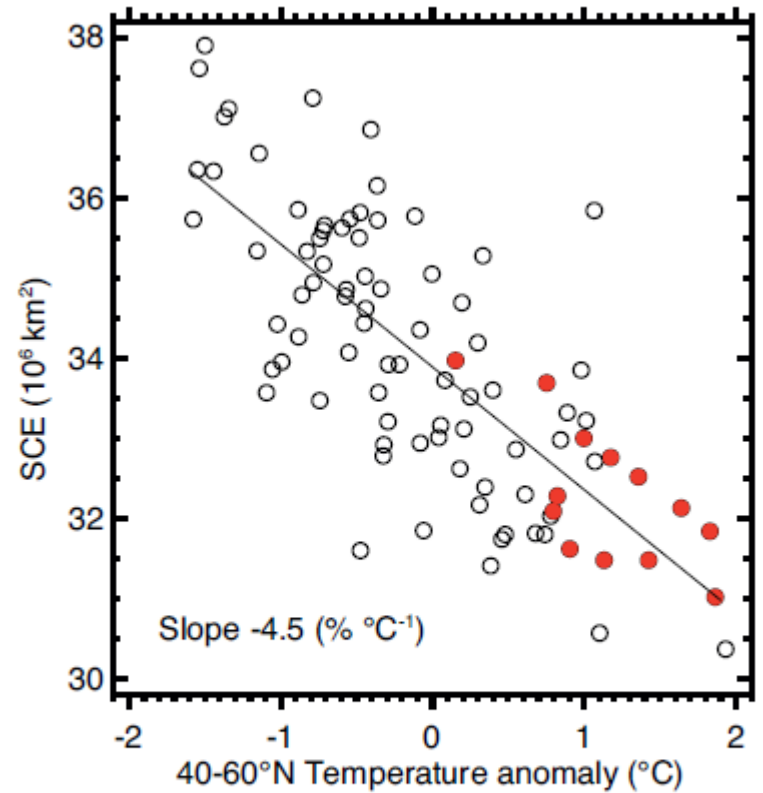 38
36
34
32
30
SCE (10⁶ km²)
Slope -4.5 (% °C⁻¹)
-2 -1 0 1 2
40-60°N Temperature anomaly (°C)